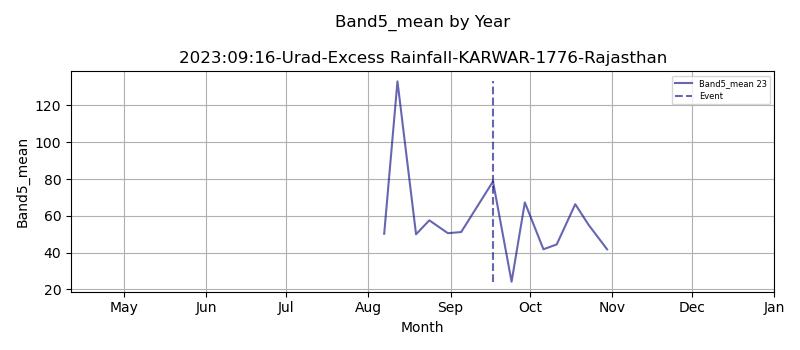 Band5_mean by Year
2023:09:16-Urad-Excess Rainfall-KARWAR-1776-Rajasthan
Band5_mean 23
Event
120
100
80
60
40
20
Band5_mean
May Jun Jul Aug Sep Oct Nov Dec Jan
Month